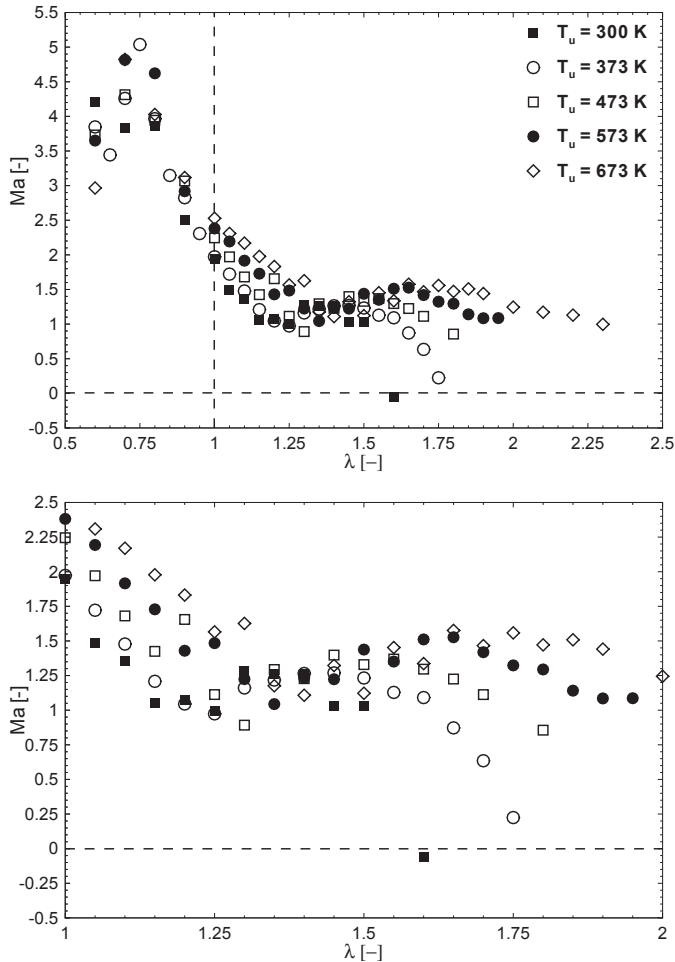 5.5
5
4.5
4
3.5
3
2.5
2
1.5
1
0.5
0
-0.5
Ma [-]
T_u = 300 K
T_u = 373 K
T_u = 473 K
T_u = 573 K
T_u = 673 K
0.5 0.75 1 1.25 1.5 1.75 2 2.25 2.5
λ [−]
2.5
2.25
2
1.75
1.5
1.25
1
0.75
0.5
0.25
0
-0.25
-0.5
Ma [-]
1 1.25 1.5 1.75 2
λ [−]